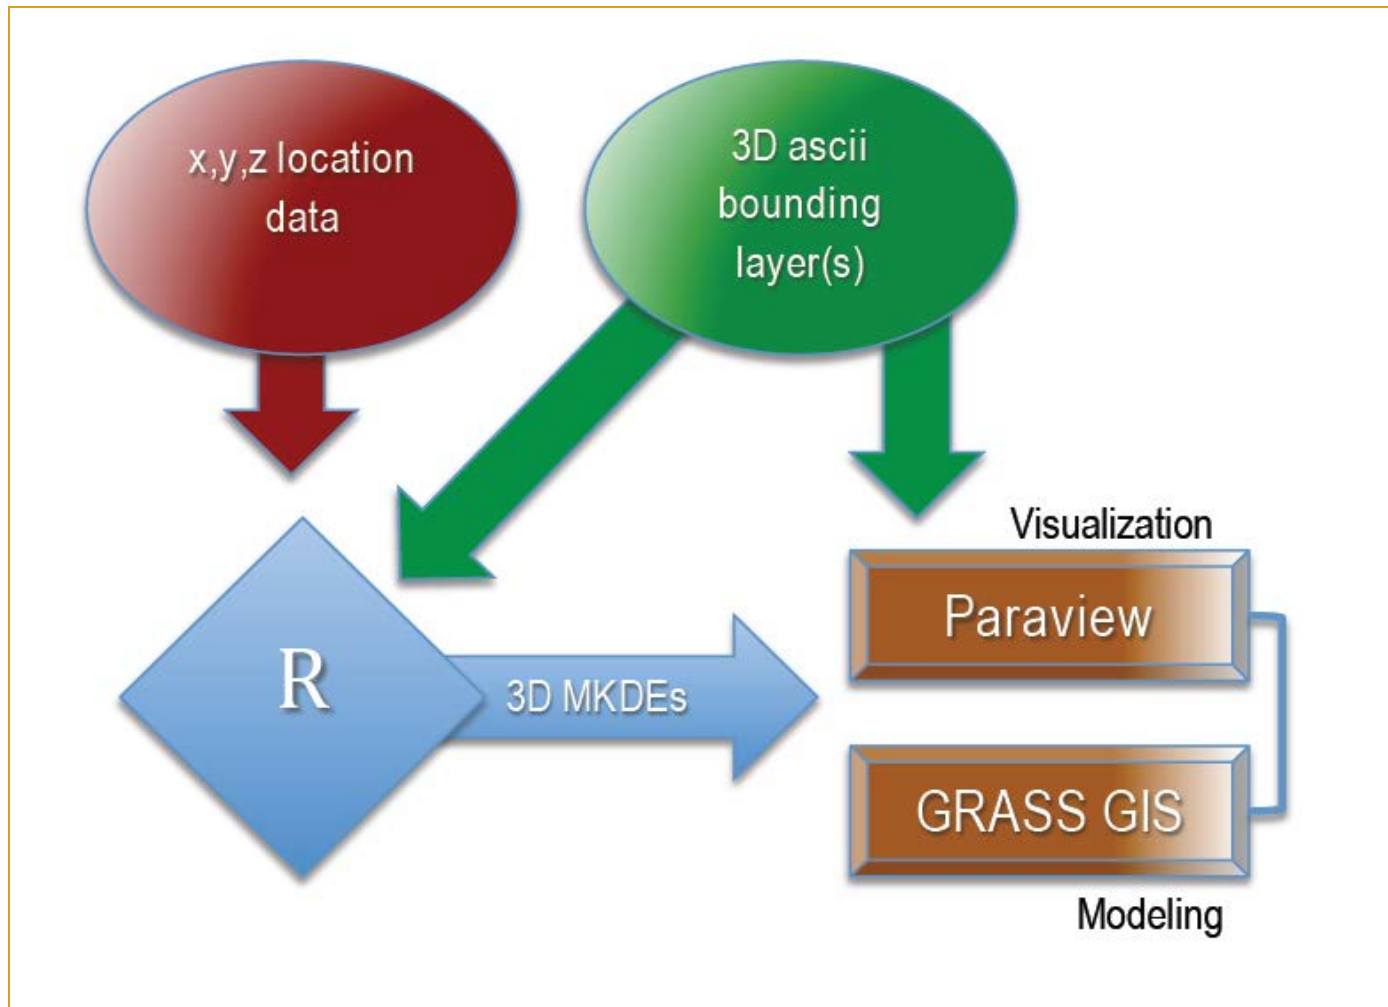 x,y,z location
data
3D ascii
bounding
layer(s)
Visualization
Paraview
R
3D MKDEs
GRASS GIS
Modeling